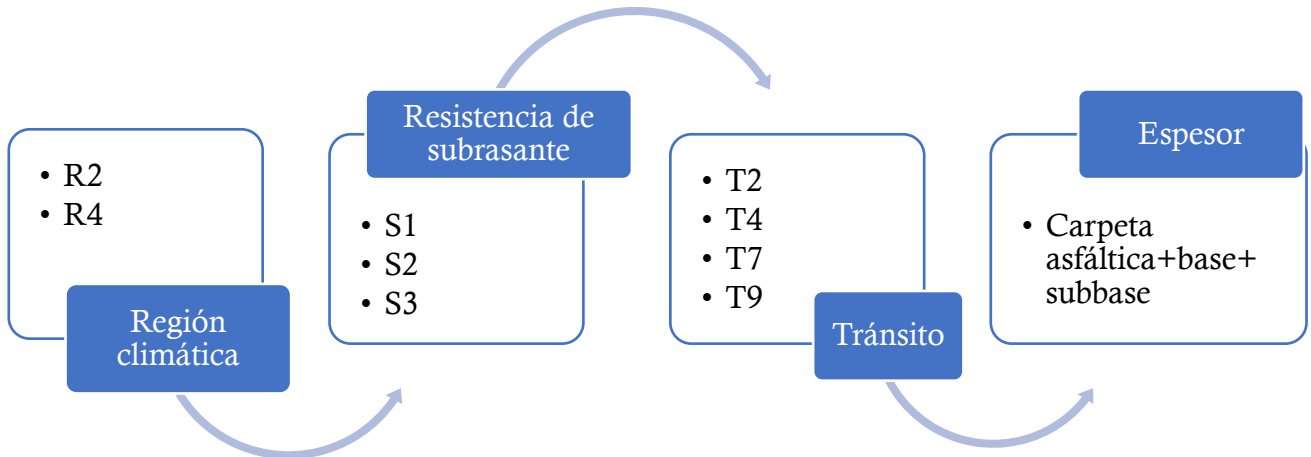 • R2
• R4
Región
climática
Resistencia de
subrasante
• S1
• S2
• S3
• T2
• T4
• T7
• T9
Tránsito
Espesor
• Carpeta
asfáltica+base+
subbase